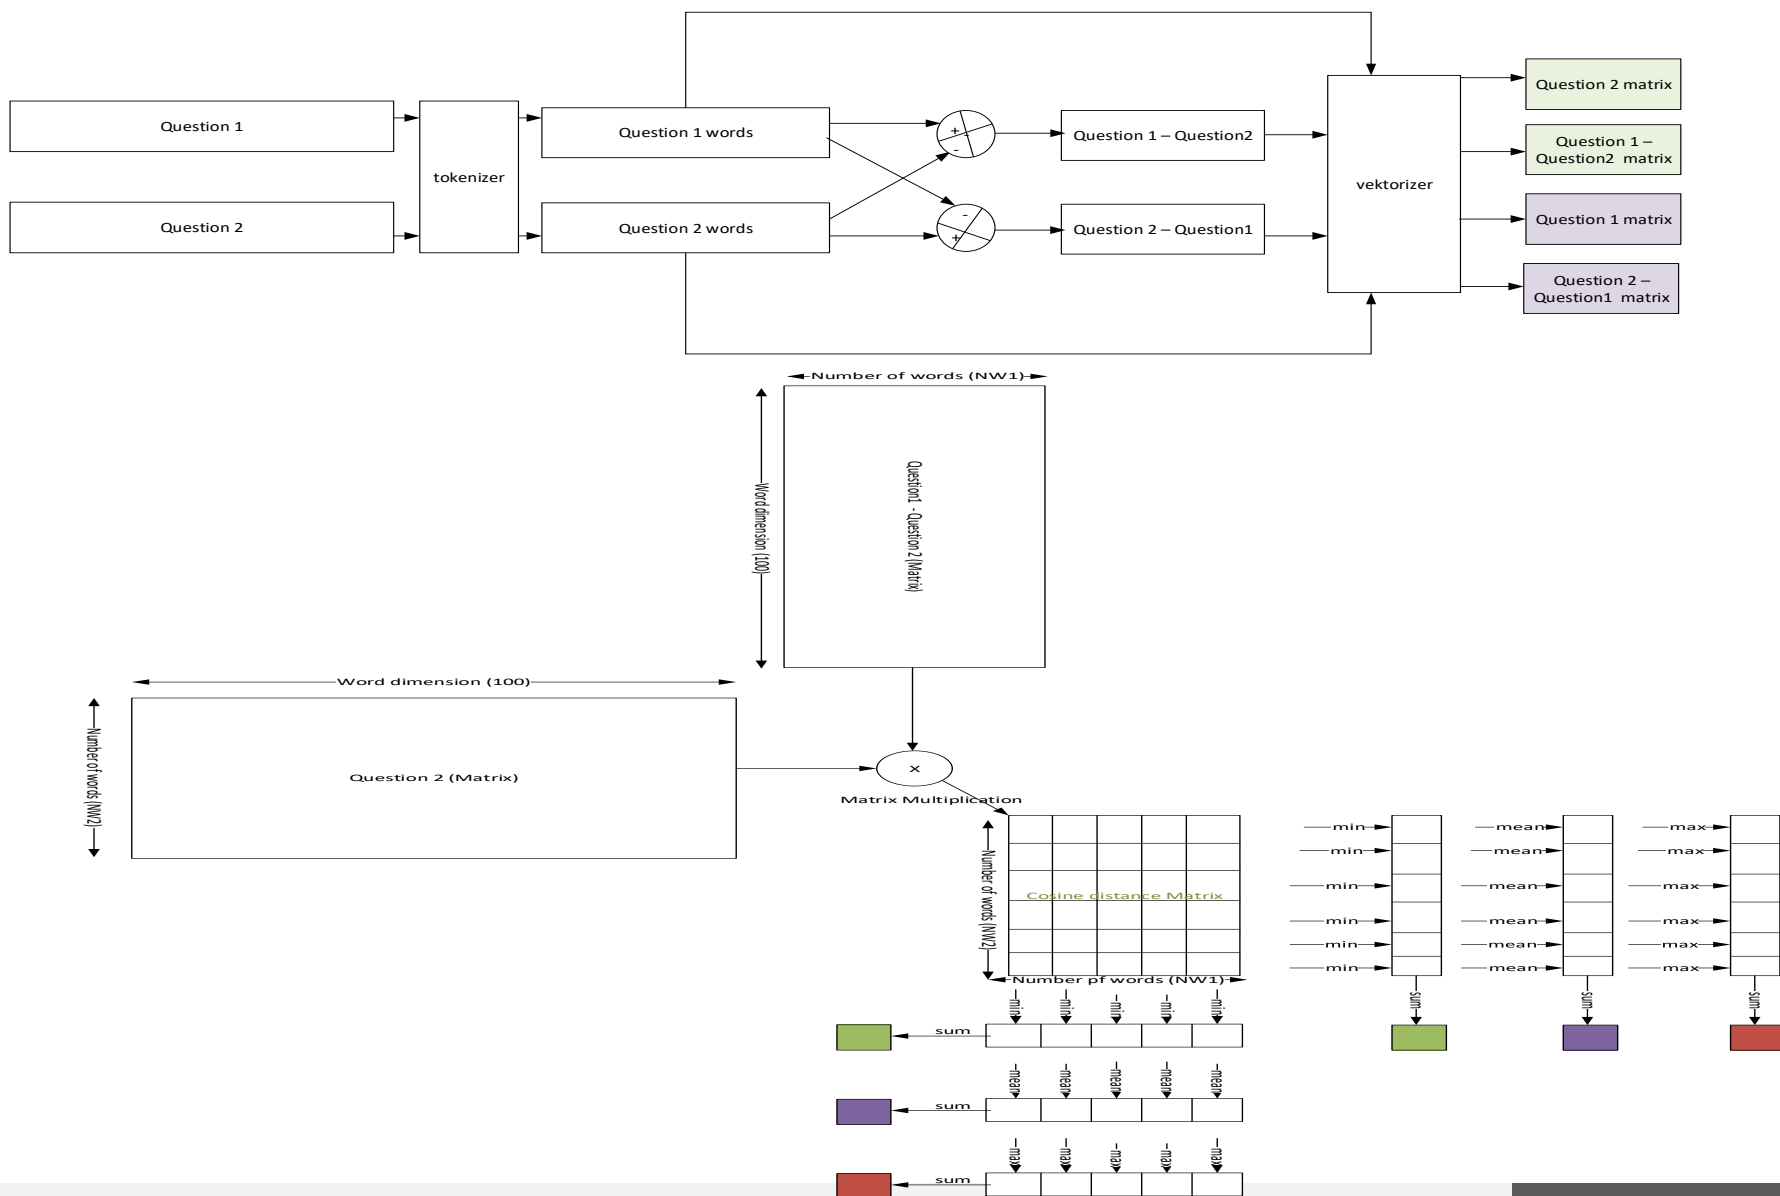 Question 1
Question 2
tokenizer
Question 1 words
Question 2 words
+
-
-
-
+
Question 1 – Question2
Question 2 – Question1
vektorizer
Question 2 matrix
Question 1 –
Question2 matrix
Question 1 matrix
Question 2 –
Question1 matrix
Number of words (NW1)
Word dimension (100)
Question1 - Question 2 (Matrix)
Word dimension (100)
Number of words (NW2)
Question 2 (Matrix)
x
Matrix Multiplication
Number of words (NW2)
Cosine distance Matrix
Number pf words (NW1)
min
min
min
min
min
min
sum
mean
mean
mean
mean
mean
mean
sum
max
max
max
max
max
max
sum
min
min
min
min
min
sum
mean
mean
mean
mean
mean
sum
max
max
max
max
max
sum